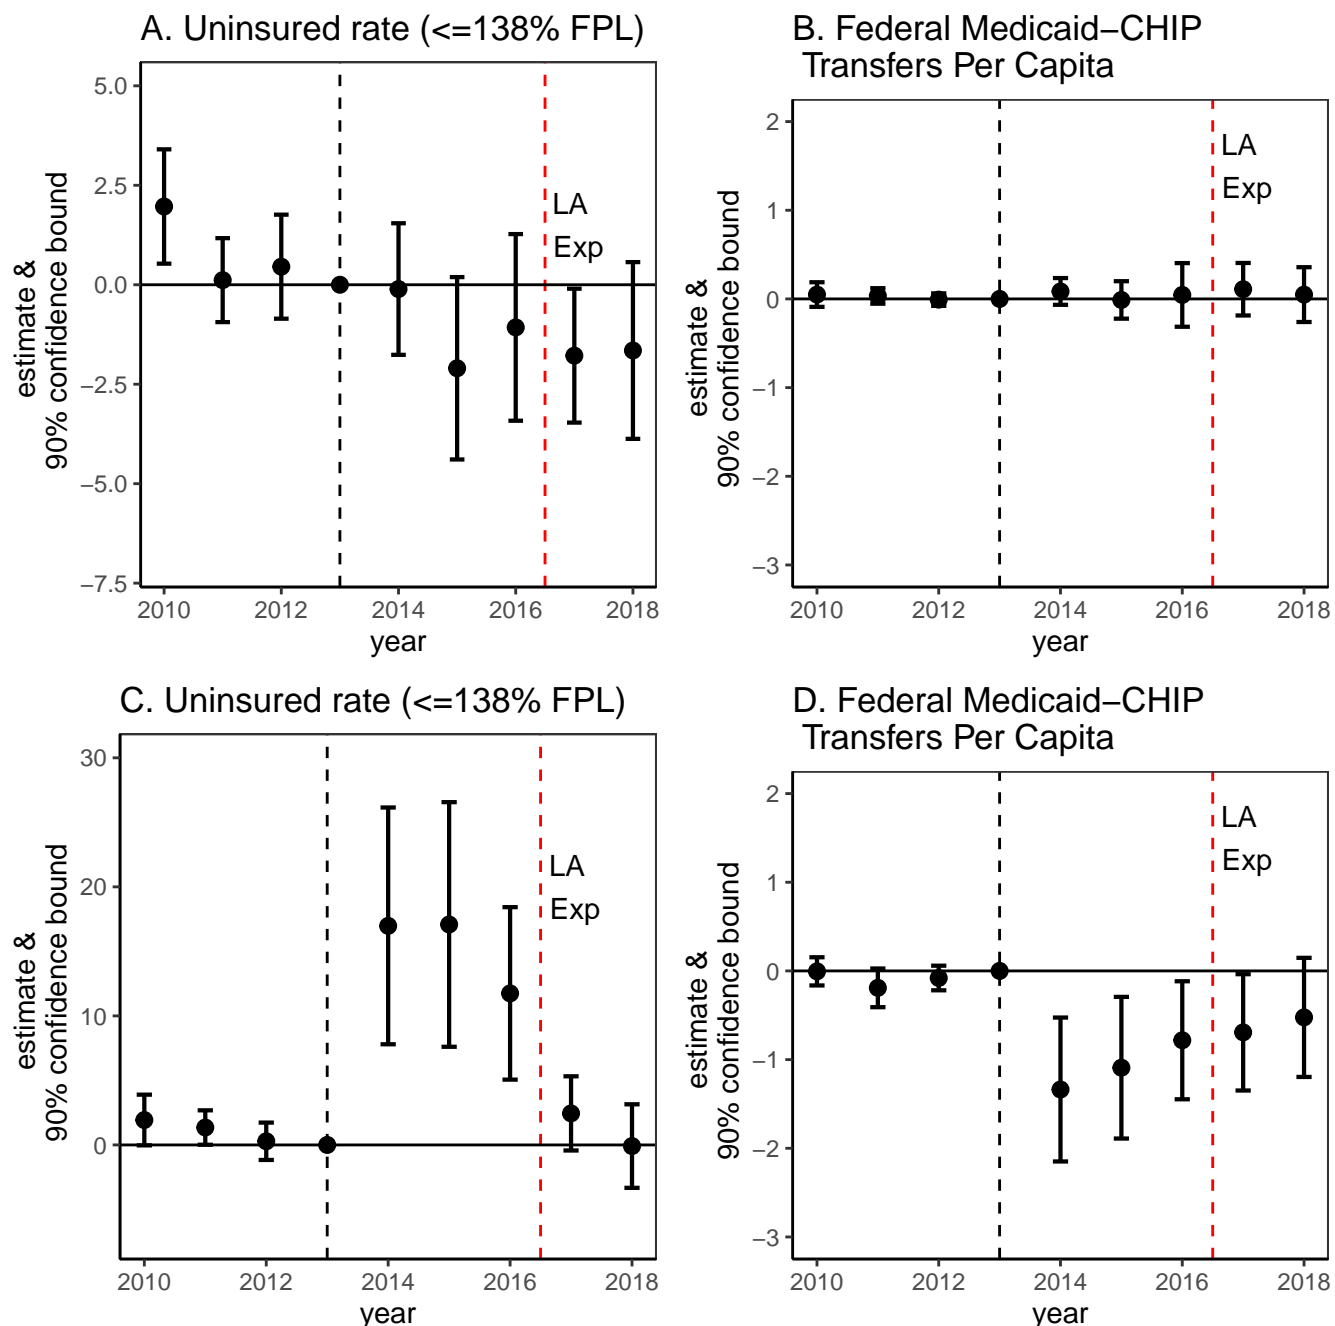 A. Uninsured rate (<=138% FPL)
estimate &
90% confidence bound
5.0
2.5
0.0
−2.5
−5.0
−7.5
LA
Exp
2010 2012 2014 2016 2018
year
B. Federal Medicaid−CHIP
Transfers Per Capita
estimate &
90% confidence bound
2
1
0
−1
−2
−3
LA
Exp
2010 2012 2014 2016 2018
year
C. Uninsured rate (<=138% FPL)
estimate &
90% confidence bound
30
20
10
0
LA
Exp
2010 2012 2014 2016 2018
year
D. Federal Medicaid−CHIP
Transfers Per Capita
estimate &
90% confidence bound
2
1
0
−1
−2
−3
LA
Exp
2010 2012 2014 2016 2018
year